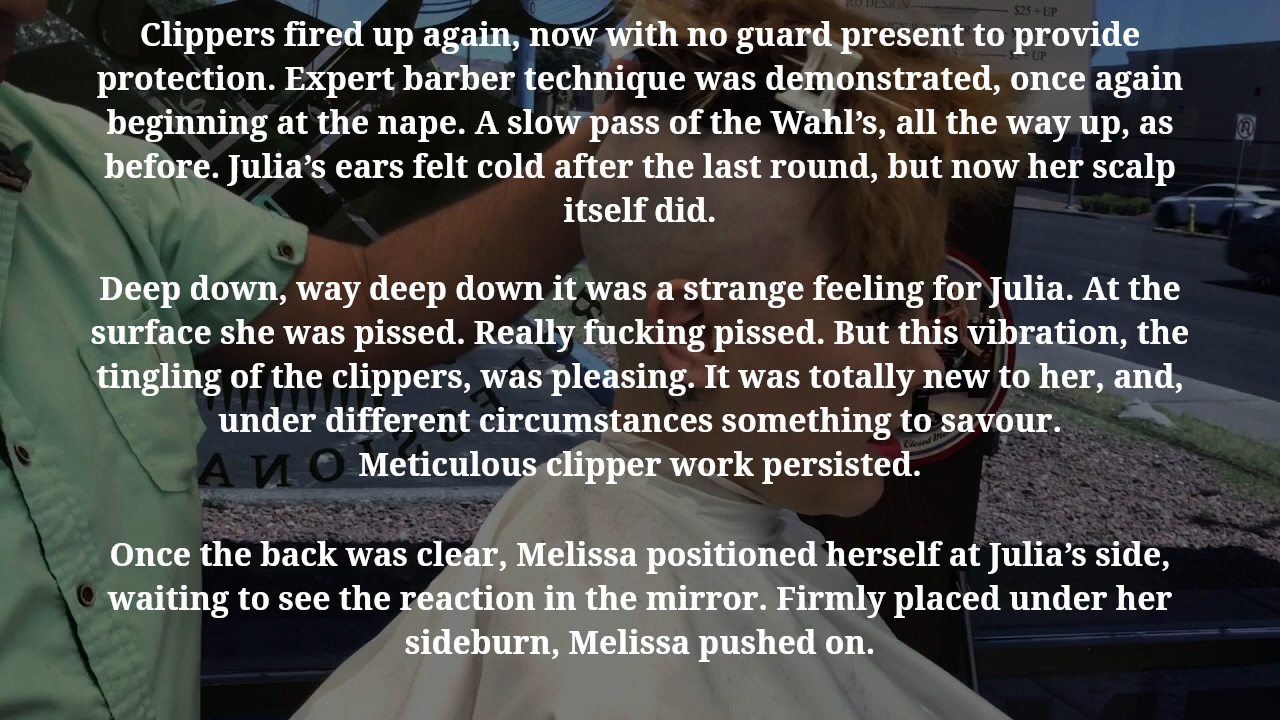 RD DESIGN $25 + UP
Clippers fired up again, now with no guard present to provide
protection. Expert barber technique was demonstrated, once again
beginning at the nape. A slow pass of the Wahl’s, all the way up, as
before. Julia’s ears felt cold after the last round, but now her scalp
itself did.
Deep down, way deep down it was a strange feeling for Julia. At the
surface she was pissed. Really fucking pissed. But this vibration, the
tingling of the clippers, was pleasing. It was totally new to her, and,
under different circumstances something to savour.
Meticulous clipper work persisted.
Once the back was clear, Melissa positioned herself at Julia’s side,
waiting to see the reaction in the mirror. Firmly placed under her
sideburn, Melissa pushed on.